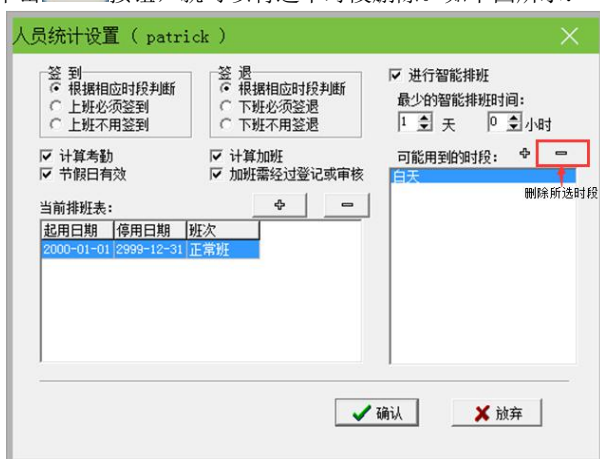 人员统计设置 ( patrick )
签 到
根据相应时段判断
上班必须签到
上班不用签到
签 退
根据相应时段判断
下班必须签退
下班不用签退
进行智能排班
最少的智能排班时间:
1 天 0 小时
计算考勤
节假日有效
计算加班
加班需经过登记或审核
可能用到的时段:
白天
删除所选时段
当前排班表:
起用日期 停用日期 班次
2000-01-01 2999-12-31 正常班
确认
放弃